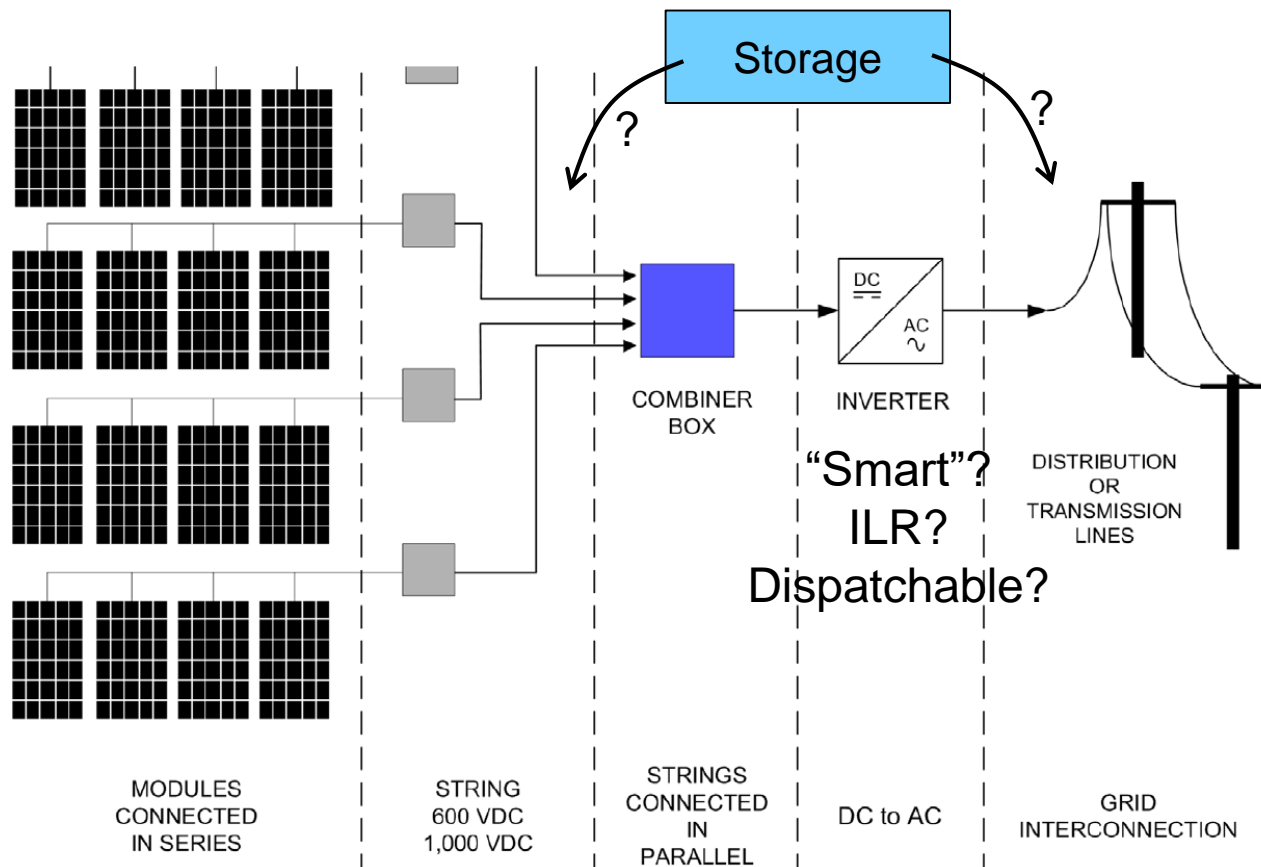 Storage
?
?
DC
AC
COMBINER
BOX
INVERTER
“Smart”?
ILR?
Dispatchable?
DISTRIBUTION
OR
TRANSMISSION
LINES
MODULES
CONNECTED
IN SERIES
STRING
600 VDC
1,000 VDC
STRINGS
CONNECTED
IN
PARALLEL
DC to AC
GRID
INTERCONNECTION